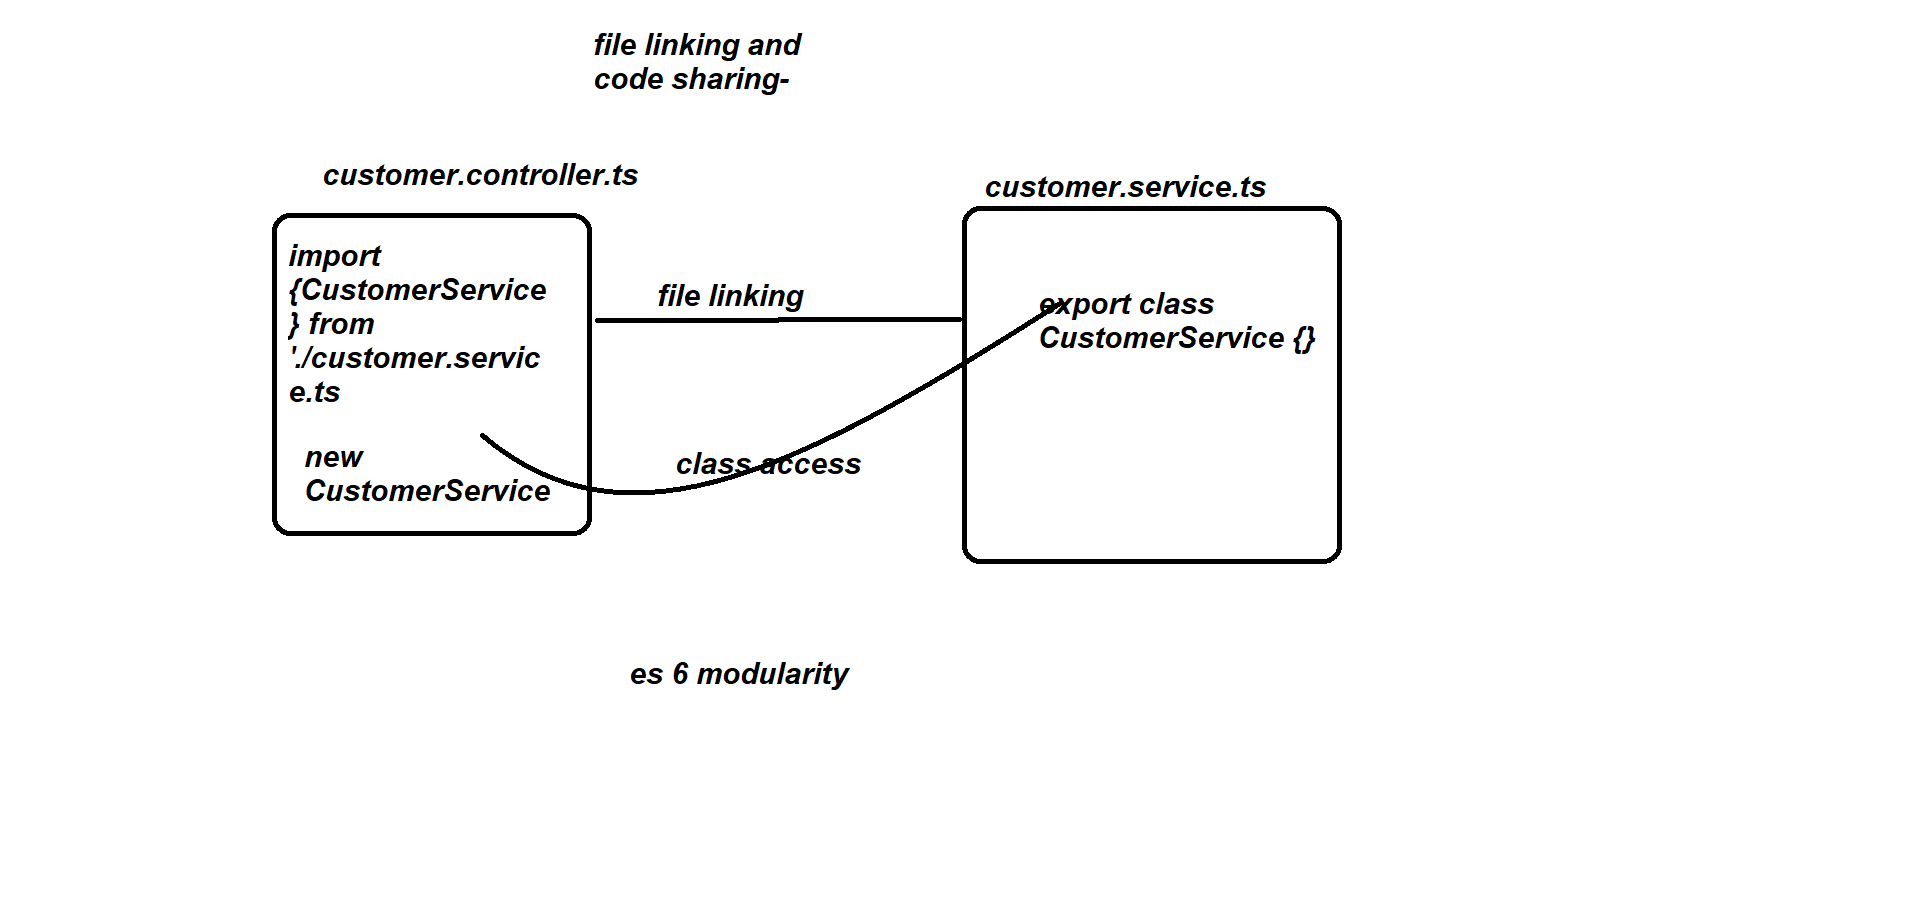 file linking and
code sharing-
customer.controller.ts
customer.service.ts
import
{CustomerService
} from
'./customer.servic
e.ts
new
CustomerService
file linking
class access
export class
CustomerService {}
es 6 modularity